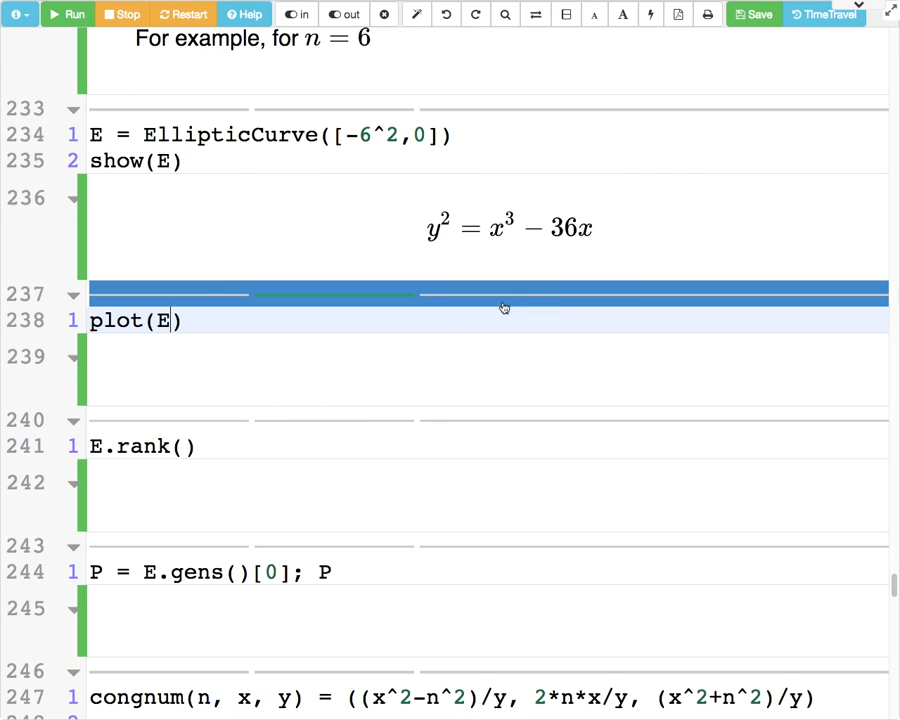 Run Stop Restart Help in out A A Save TimeTravel
For example, for n = 6
233
234 1 E = EllipticCurve([-6^2,0])
235 2 show(E)
236
y² = x³ − 36x
237
238 1 plot(E)
239
240
241 1 E.rank()
242
243
244 1 P = E.gens()[0]; P
245
246
247 1 congnum(n, x, y) = ((x^2-n^2)/y, 2*n*x/y, (x^2+n^2)/y)